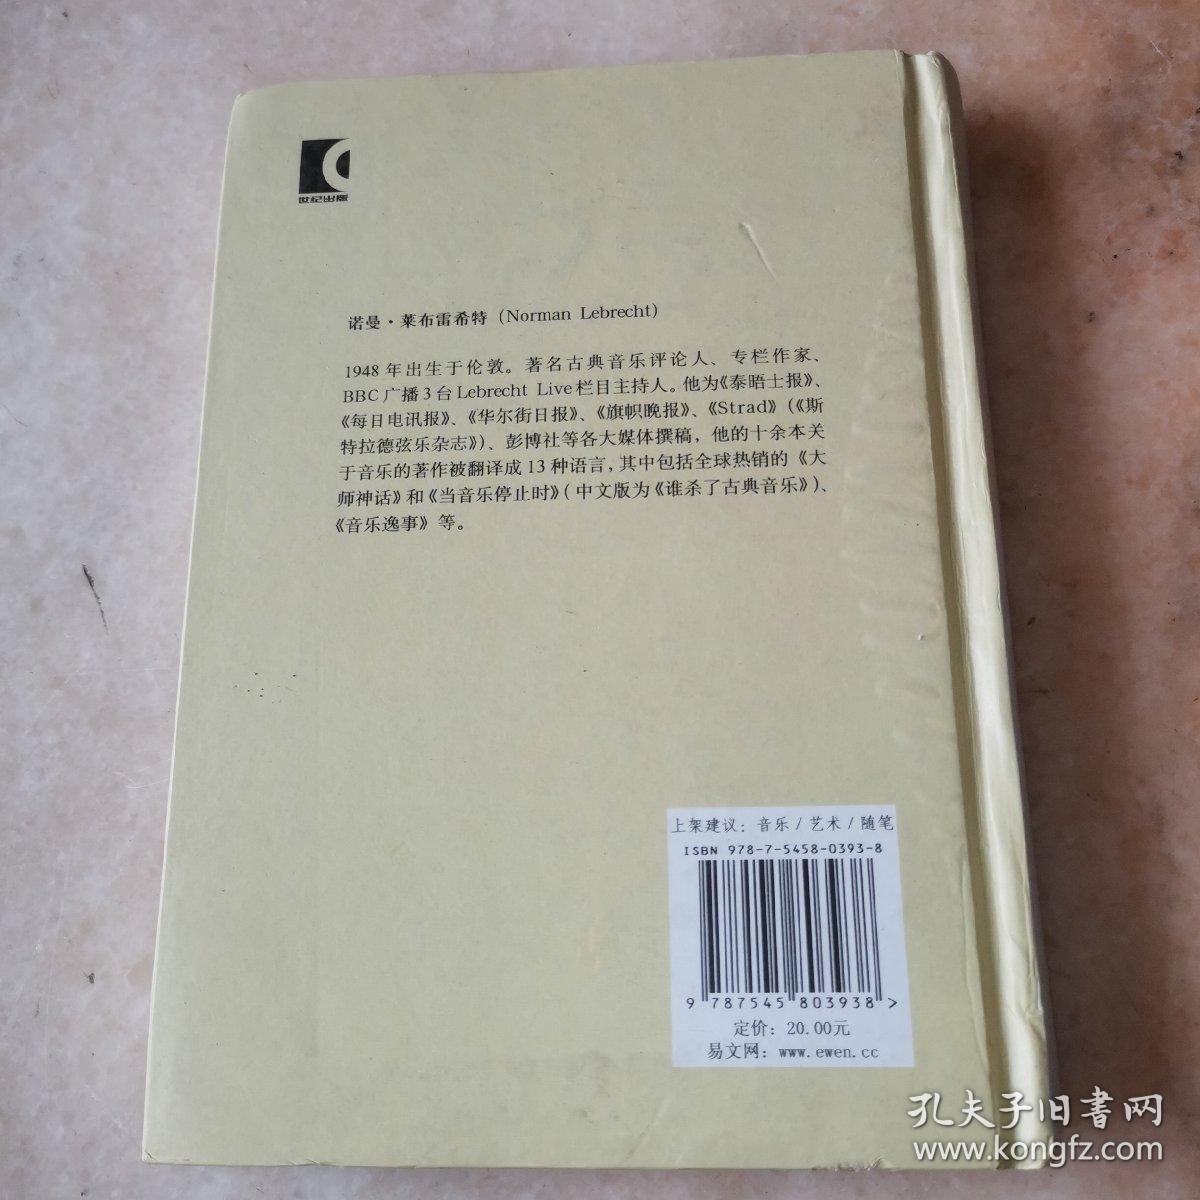 世纪出版
诺曼·莱布雷希特（Norman Lebrecht）
1948 年出生于伦敦。著名古典音乐评论人、专栏作家、
BBC 广播 3 台 Lebrecht Live 栏目主持人。他为《泰晤士报》、
《每日电讯报》、《华尔街日报》、《旗帜晚报》、《Strad》（《斯
特拉德弦乐杂志》）、彭博社等各大媒体撰稿，他的十余本关
于音乐的著作被翻译成 13 种语言，其中包括全球热销的《大
师神话》和《当音乐停止时》（中文版为《谁杀了古典音乐》）、
《音乐逸事》等。
上架建议：音乐 / 艺术 / 随笔
ISBN 978-7-5458-0393-8
9 787545 803938 >
定价：20.00元
易文网：www.ewen.cc
孔夫子旧書网
www.kongfz.com